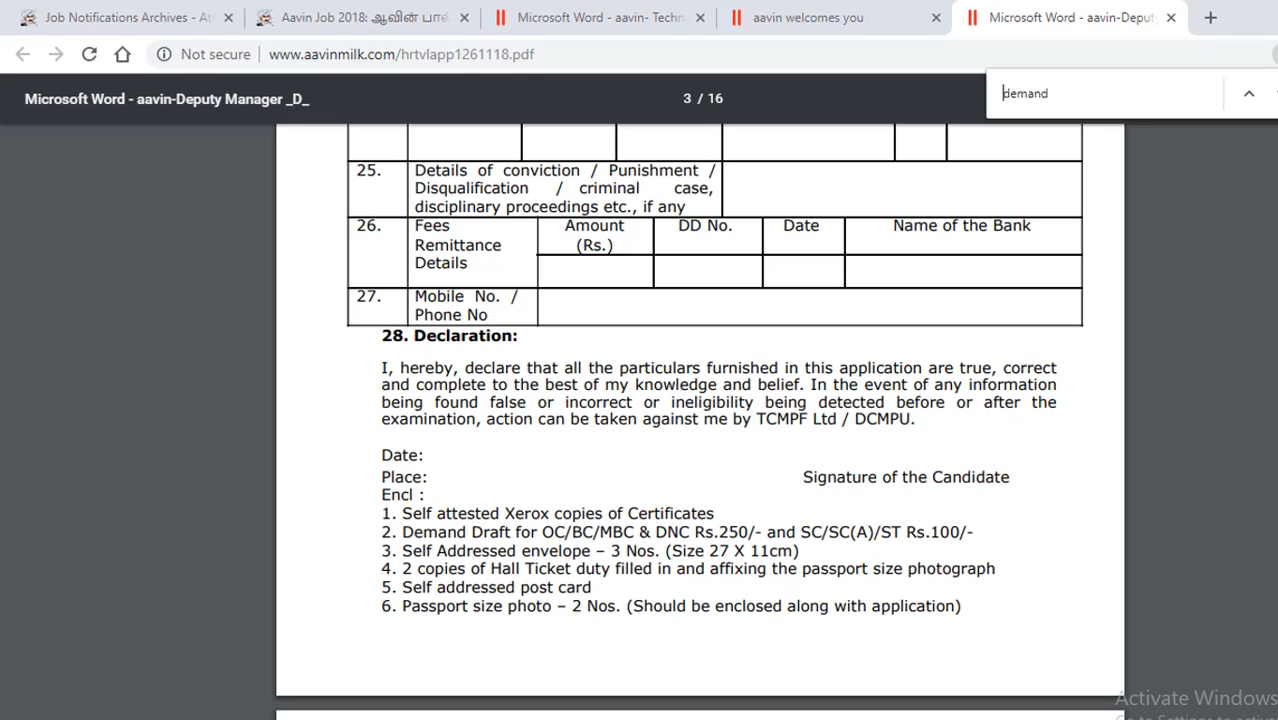 Job Notifications Archives - At
Aavin Job 2018: ஆவின் பால்
Microsoft Word - aavin- Techn
aavin welcomes you
Microsoft Word - aavin-Deputy
Not secure
www.aavinmilk.com/hrtvlapp1261118.pdf
Microsoft Word - aavin-Deputy Manager _D_
3 / 16
demand
25. Details of conviction / Punishment /
Disqualification / criminal case,
disciplinary proceedings etc., if any
26. Fees Amount DD No. Date Name of the Bank
Remittance (Rs.)
Details
27. Mobile No. /
Phone No
28. Declaration:
I, hereby, declare that all the particulars furnished in this application are true, correct
and complete to the best of my knowledge and belief. In the event of any information
being found false or incorrect or ineligibility being detected before or after the
examination, action can be taken against me by TCMPF Ltd / DCMPU.
Date:
Place: Signature of the Candidate
Encl :
1. Self attested Xerox copies of Certificates
2. Demand Draft for OC/BC/MBC & DNC Rs.250/- and SC/SC(A)/ST Rs.100/-
3. Self Addressed envelope – 3 Nos. (Size 27 X 11cm)
4. 2 copies of Hall Ticket duty filled in and affixing the passport size photograph
5. Self addressed post card
6. Passport size photo – 2 Nos. (Should be enclosed along with application)
Activate Windows